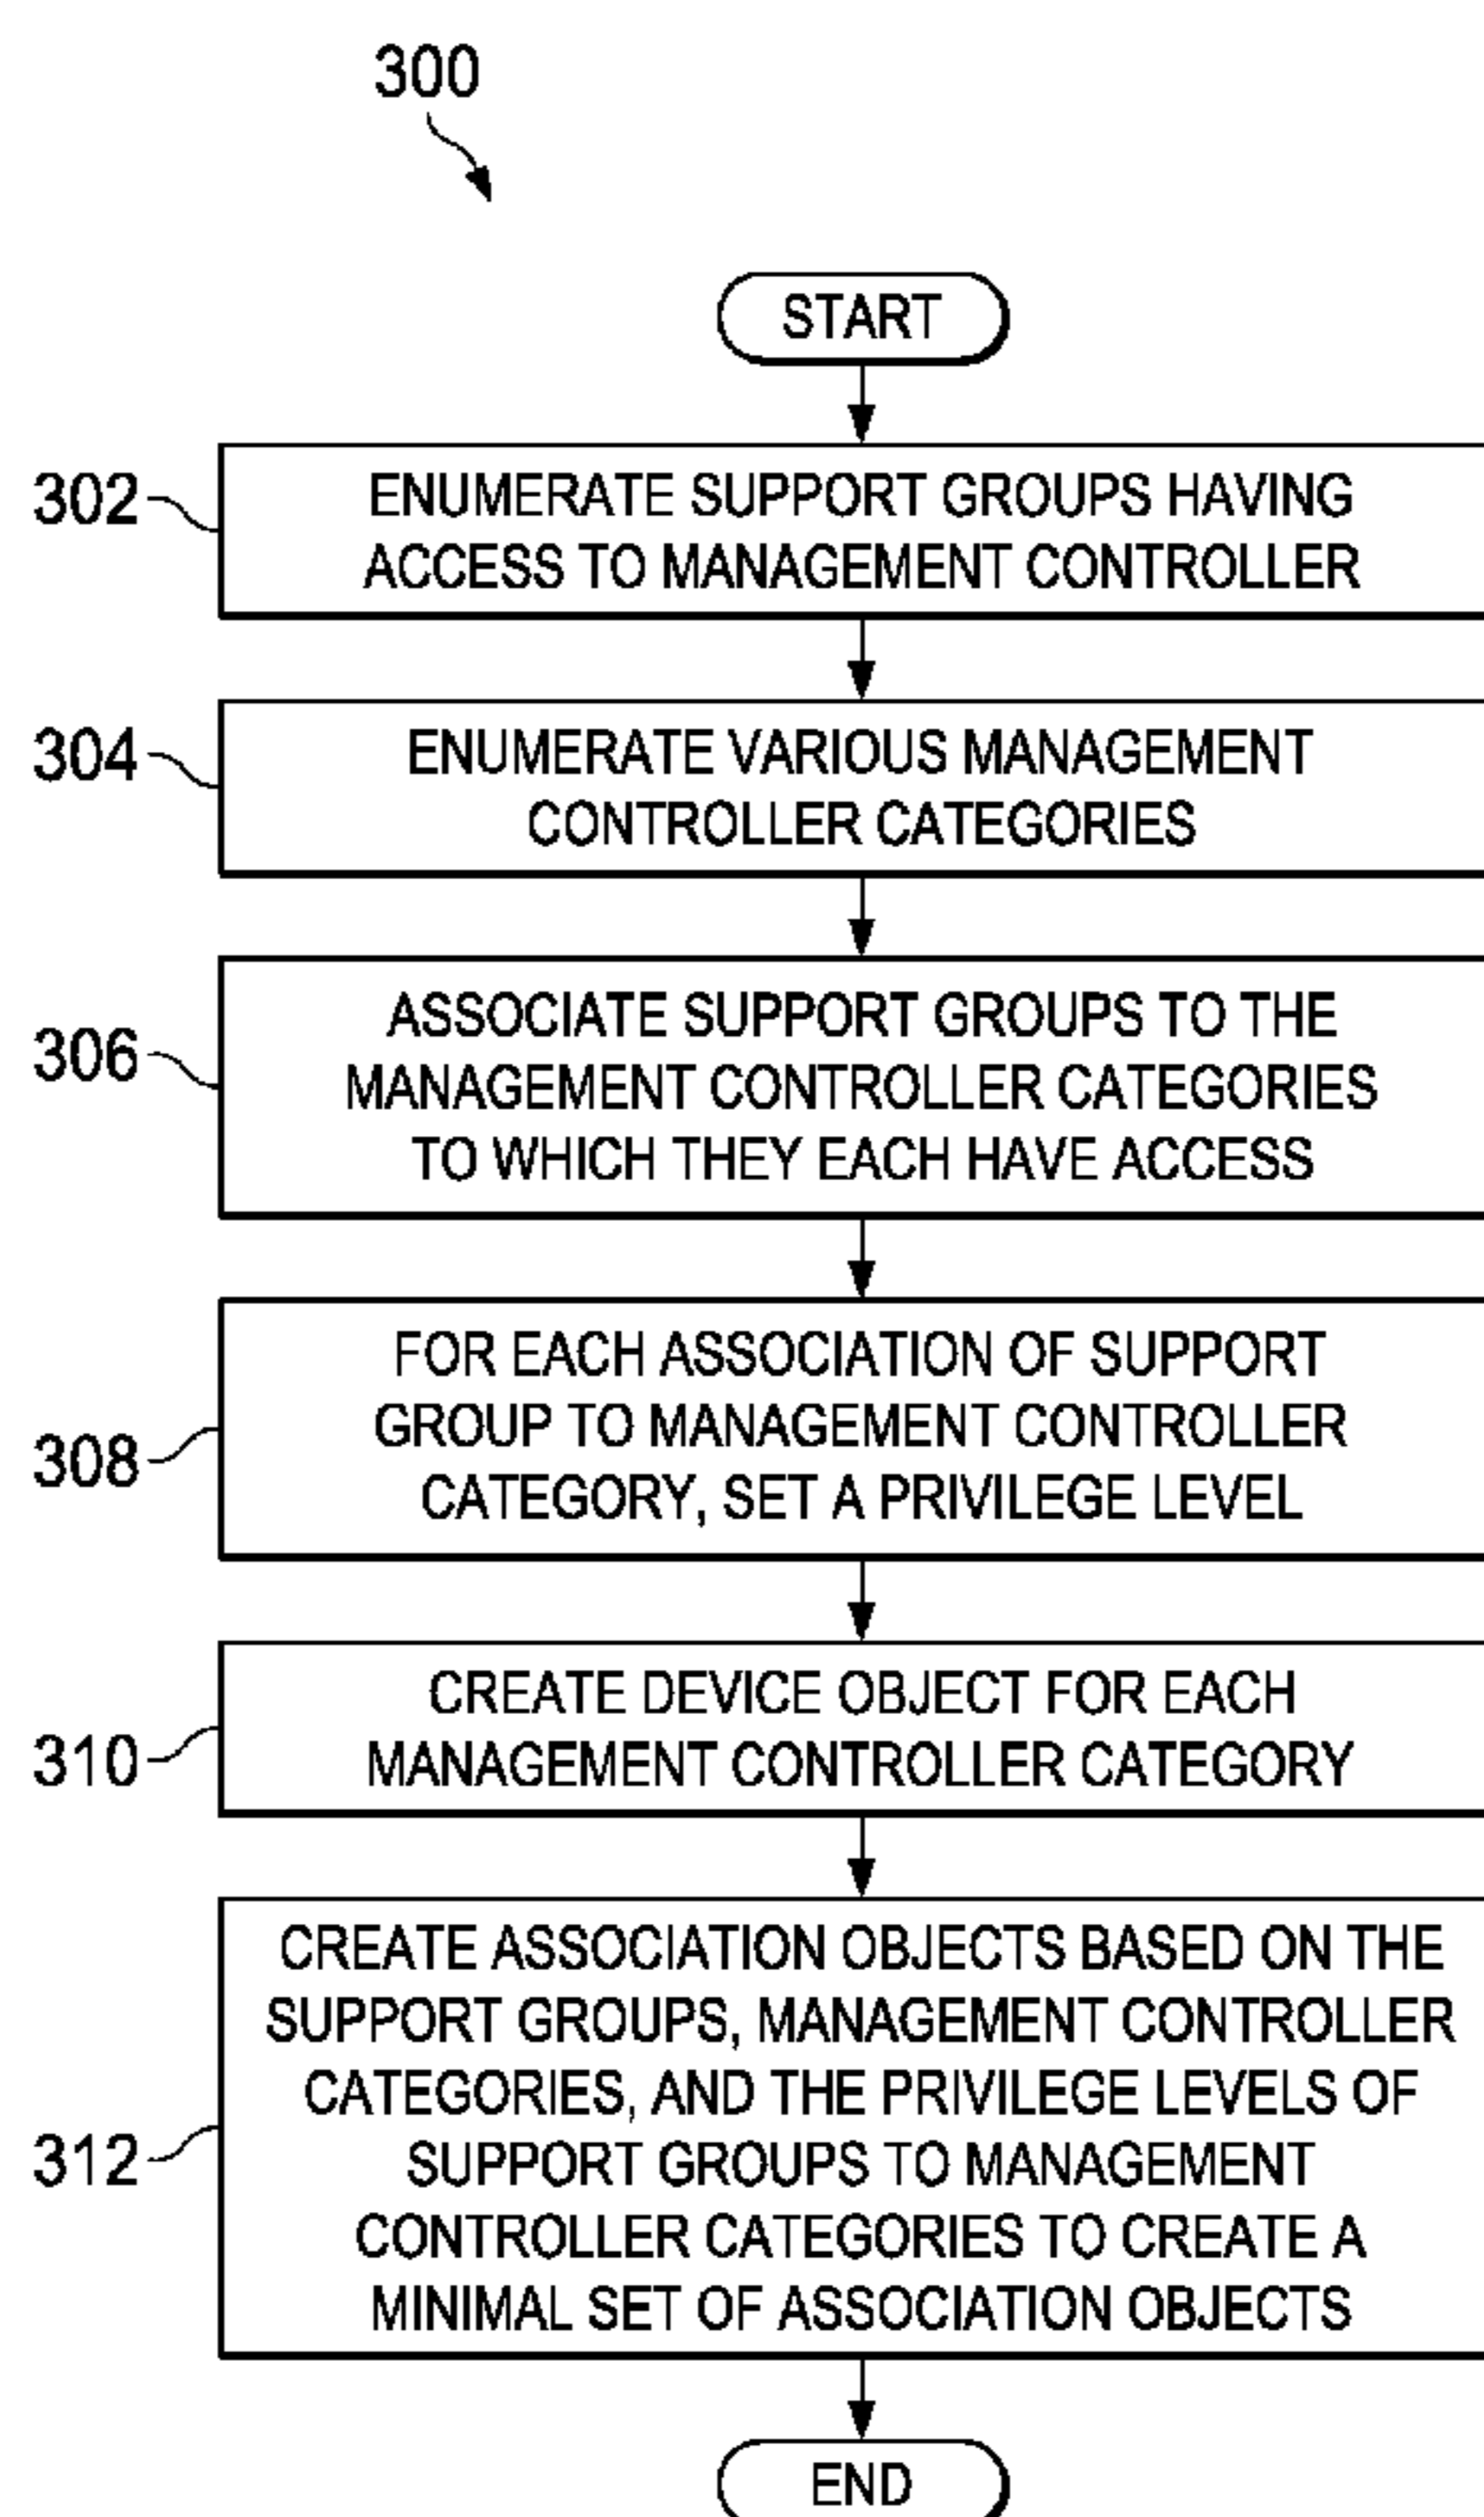 300
START
302
ENUMERATE SUPPORT GROUPS HAVING
ACCESS TO MANAGEMENT CONTROLLER
304
ENUMERATE VARIOUS MANAGEMENT
CONTROLLER CATEGORIES
306
ASSOCIATE SUPPORT GROUPS TO THE
MANAGEMENT CONTROLLER CATEGORIES
TO WHICH THEY EACH HAVE ACCESS
308
FOR EACH ASSOCIATION OF SUPPORT
GROUP TO MANAGEMENT CONTROLLER
CATEGORY, SET A PRIVILEGE LEVEL
310
CREATE DEVICE OBJECT FOR EACH
MANAGEMENT CONTROLLER CATEGORY
312
CREATE ASSOCIATION OBJECTS BASED ON THE
SUPPORT GROUPS, MANAGEMENT CONTROLLER
CATEGORIES, AND THE PRIVILEGE LEVELS OF
SUPPORT GROUPS TO MANAGEMENT
CONTROLLER CATEGORIES TO CREATE A
MINIMAL SET OF ASSOCIATION OBJECTS
END